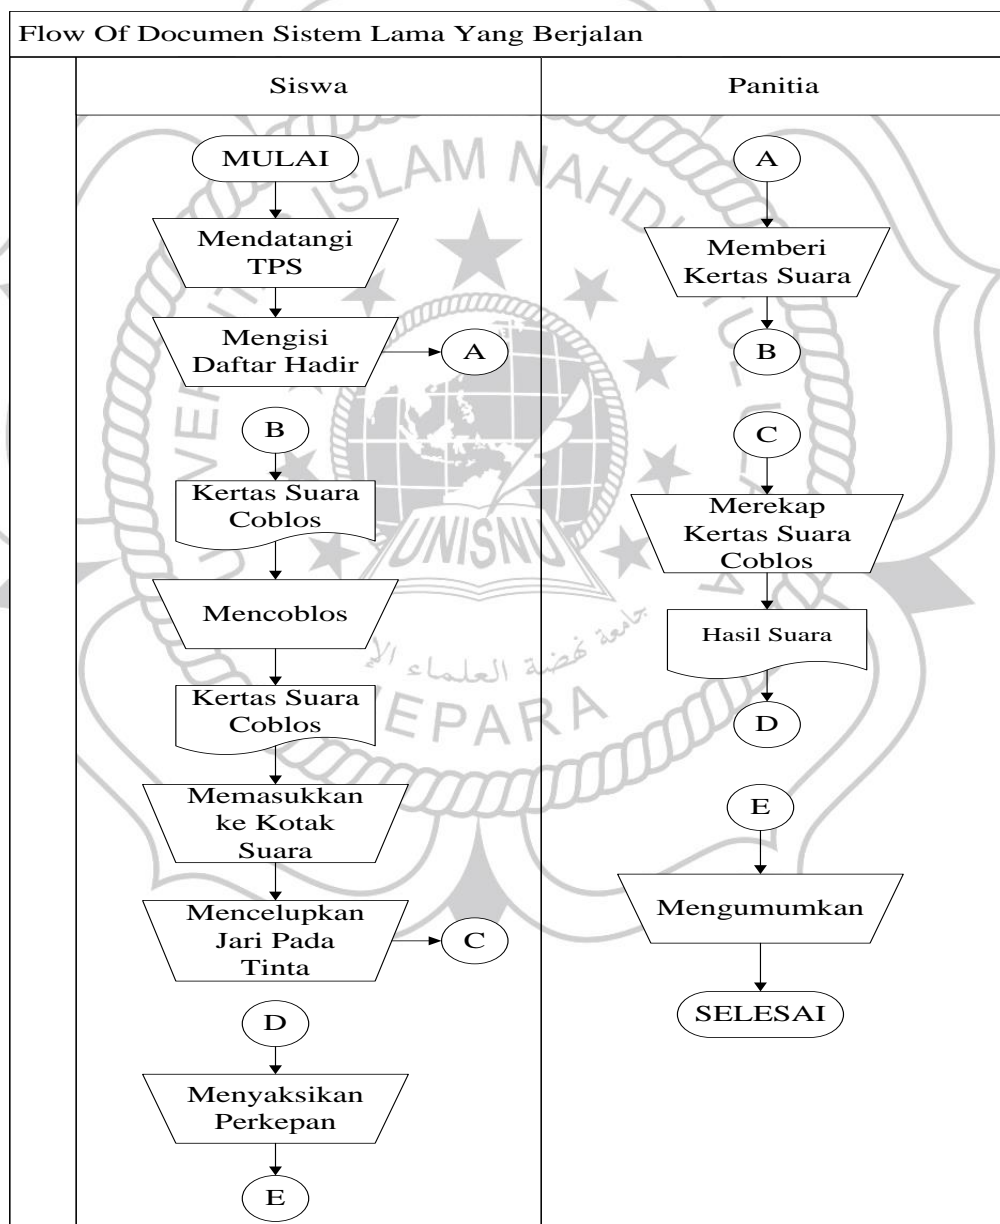 Flow Of Documen Sistem Lama Yang Berjalan
Siswa
Panitia
MULAI
Mendatangi
TPS
Mengisi
Daftar Hadir
A
B
Kertas Suara
Coblos
Mencoblos
Kertas Suara
Coblos
Memasukkan
ke Kotak
Suara
Mencelupkan
Jari Pada
Tinta
C
D
Menyaksikan
Perkepan
E
A
Memberi
Kertas Suara
B
C
Merekap
Kertas Suara
Coblos
Hasil Suara
D
E
Mengumumkan
SELESAI
ISLAM NAHD
UNISNU
JEPARA